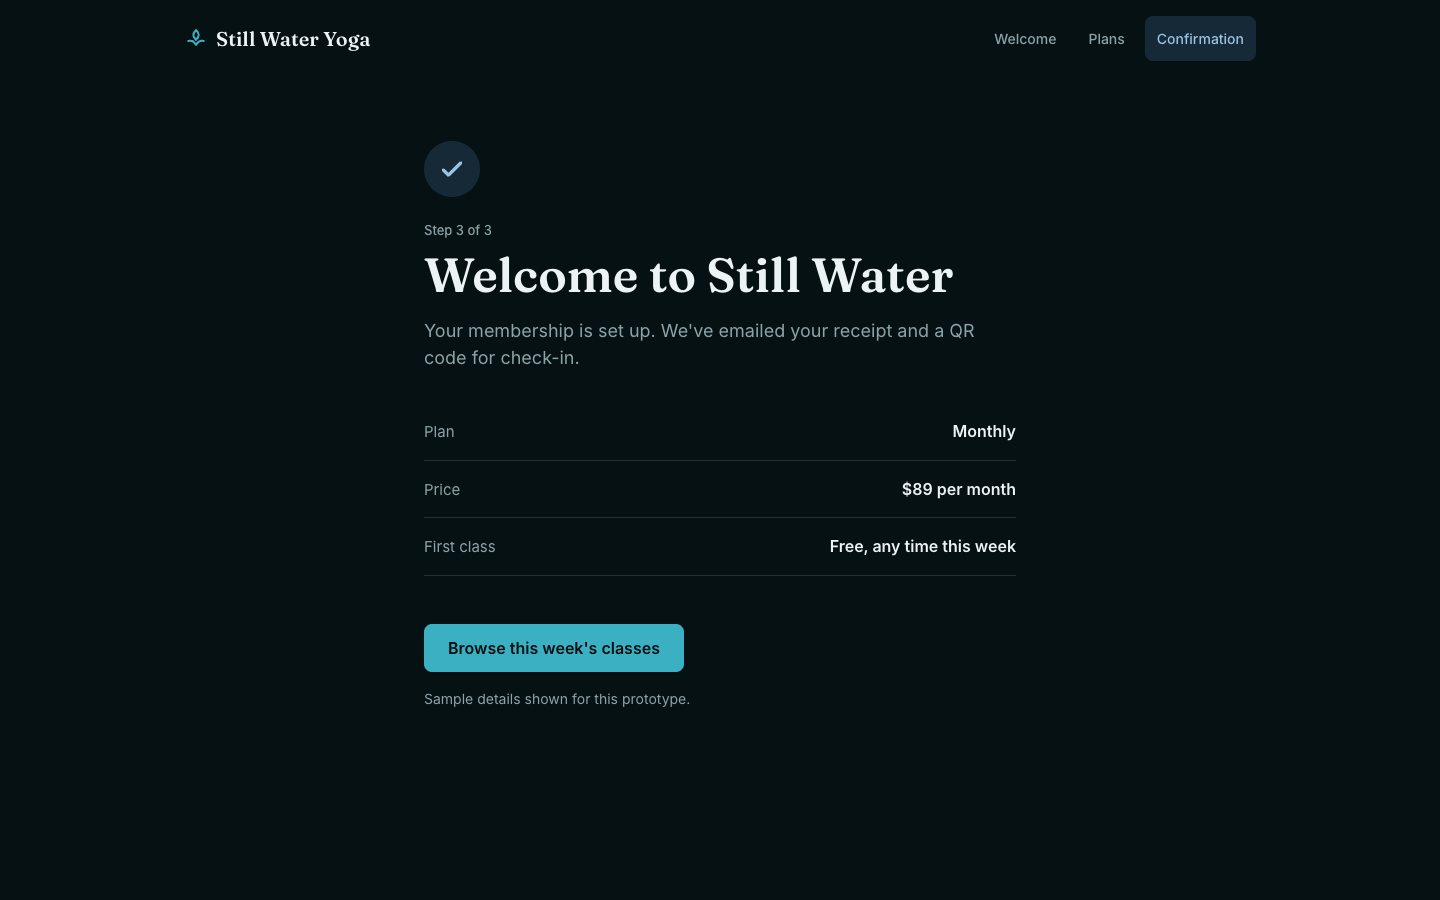 Still Water Yoga
Welcome
Plans
Confirmation
Step 3 of 3
Welcome to Still Water
Your membership is set up. We've emailed your receipt and a QR
code for check-in.
Plan
Monthly
Price
$89 per month
First class
Free, any time this week
Browse this week's classes
Sample details shown for this prototype.